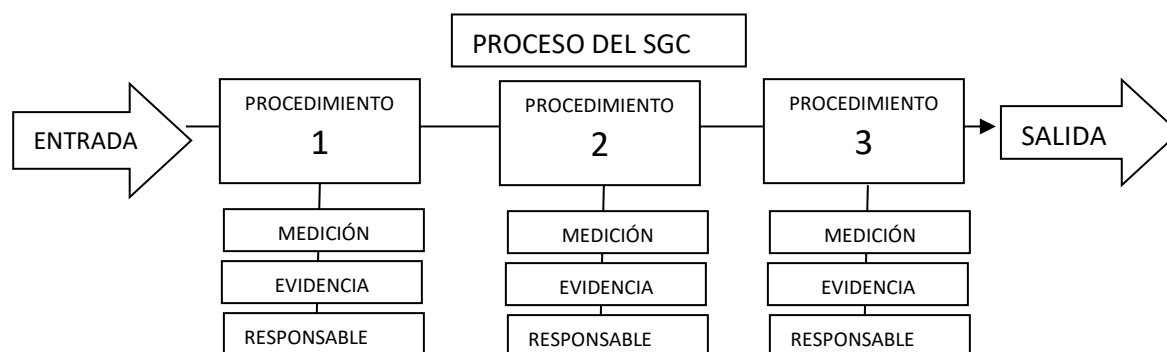 PROCESO DEL SGC
ENTRADA
PROCEDIMIENTO
1
PROCEDIMIENTO
2
PROCEDIMIENTO
3
SALIDA
MEDICIÓN
MEDICIÓN
MEDICIÓN
EVIDENCIA
EVIDENCIA
EVIDENCIA
RESPONSABLE
RESPONSABLE
RESPONSABLE